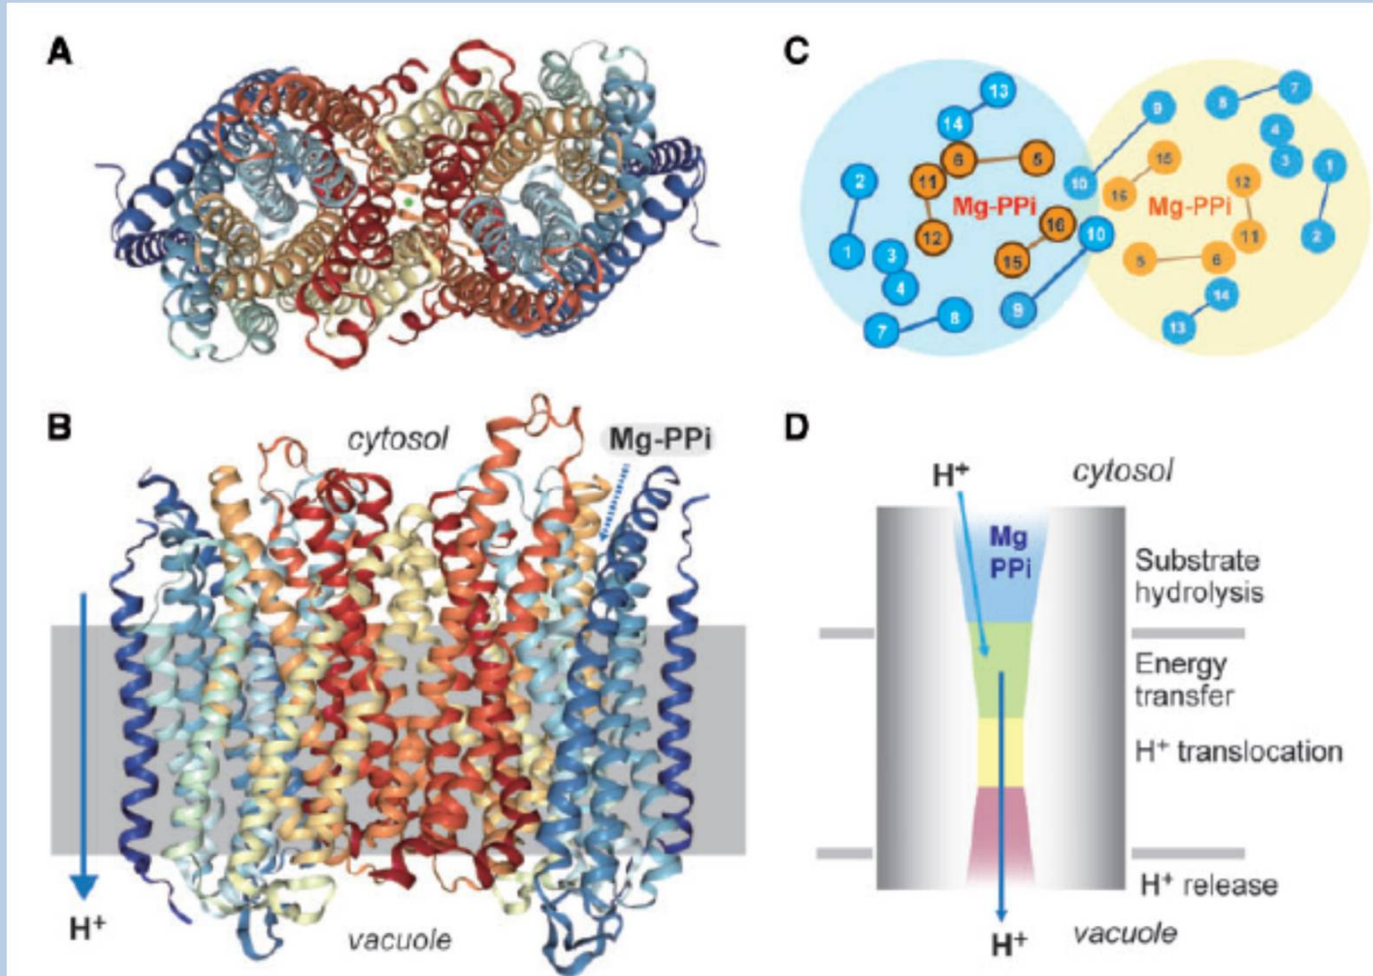 A
B
cytosol
Mg-PPi
H+
vacuole
C
13
14
6
5
2
11
Mg-PPi
12
16
1
3
15
4
9
8
7
10
9
8
7
4
15
3
1
10
16
12
Mg-PPi
11
2
5
6
14
13
D
H+
cytosol
Mg
PPi
Substrate
hydrolysis
Energy
transfer
H+ translocation
H+ release
H+
vacuole